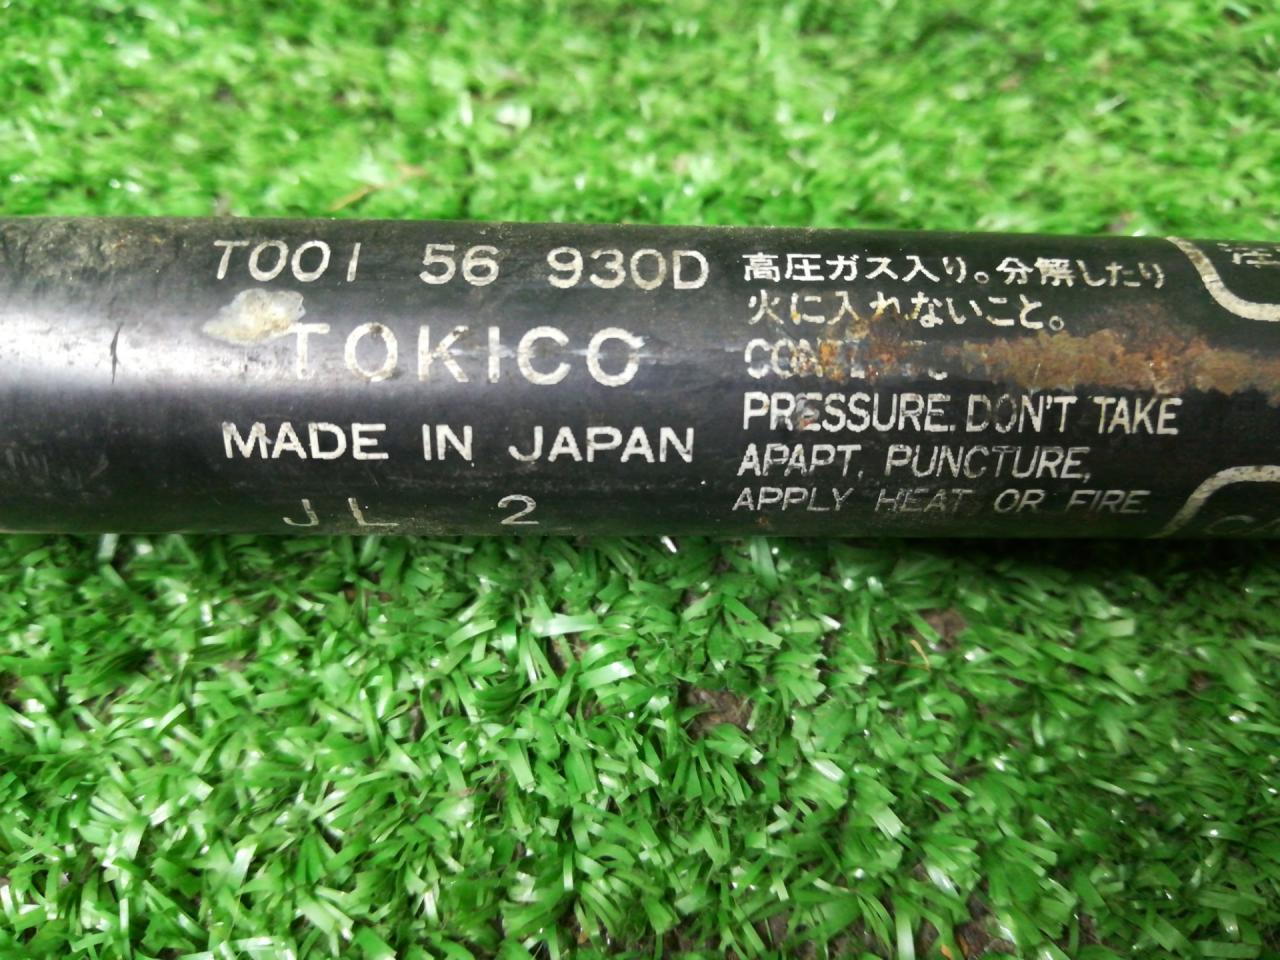 T001 56 930D
TOKICO
MADE IN JAPAN
JL 2
高圧ガス入り。分解したり
火に入れないこと。
PRESSURE. DON'T TAKE
APAPT, PUNCTURE,
APPLY HEAT OR FIRE.